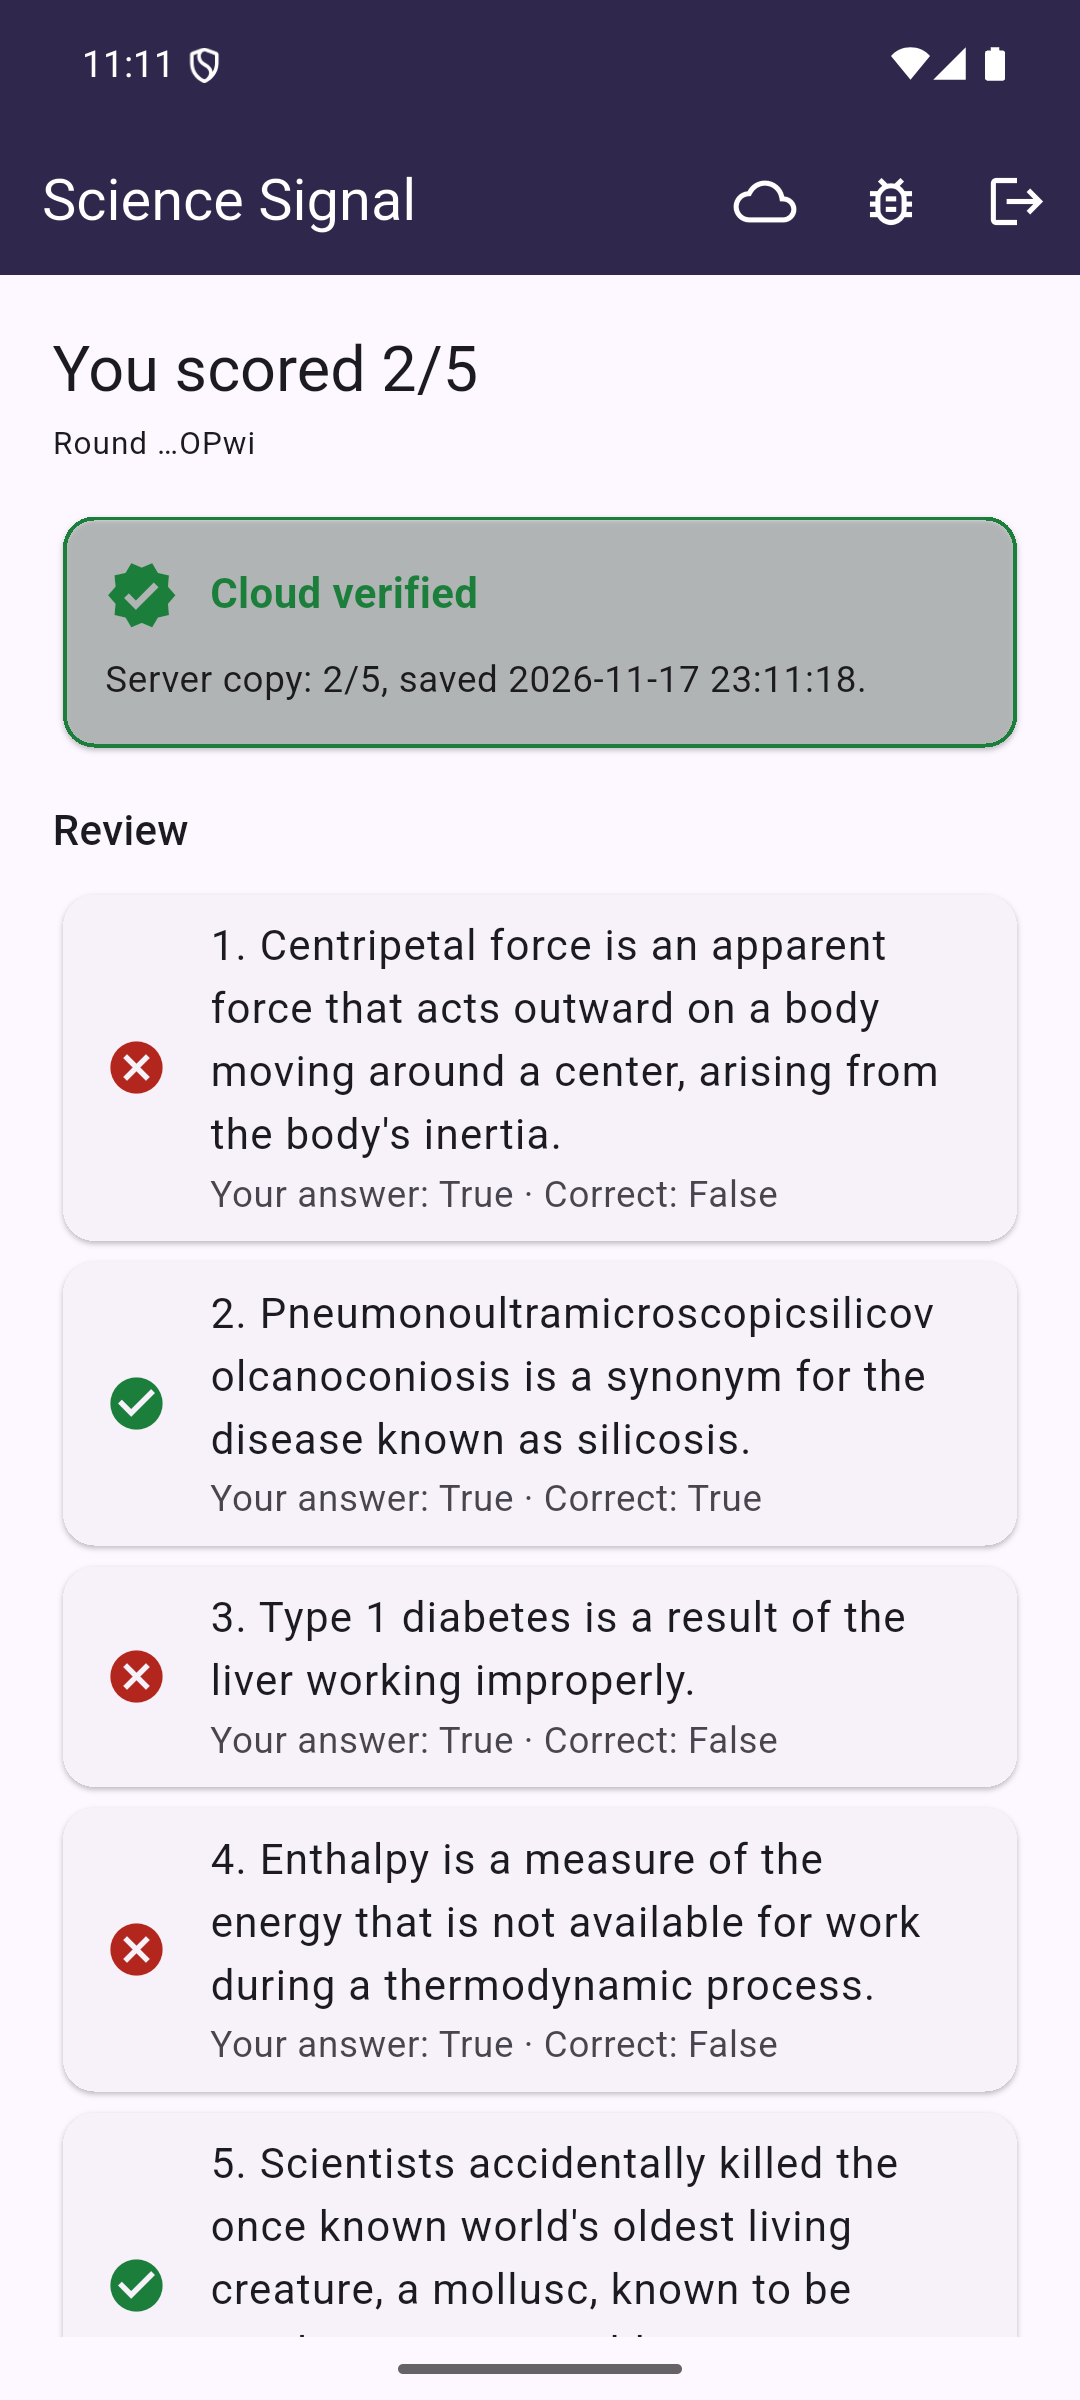 11:11
Science Signal
You scored 2/5
Round …OPwi
Cloud verified
Server copy: 2/5, saved 2026-11-17 23:11:18.
Review
1. Centripetal force is an apparent
force that acts outward on a body
moving around a center, arising from
the body's inertia.
Your answer: True · Correct: False
2. Pneumonoultramicroscopicsilicov
olcanoconiosis is a synonym for the
disease known as silicosis.
Your answer: True · Correct: True
3. Type 1 diabetes is a result of the
liver working improperly.
Your answer: True · Correct: False
4. Enthalpy is a measure of the
energy that is not available for work
during a thermodynamic process.
Your answer: True · Correct: False
5. Scientists accidentally killed the
once known world's oldest living
creature, a mollusc, known to be